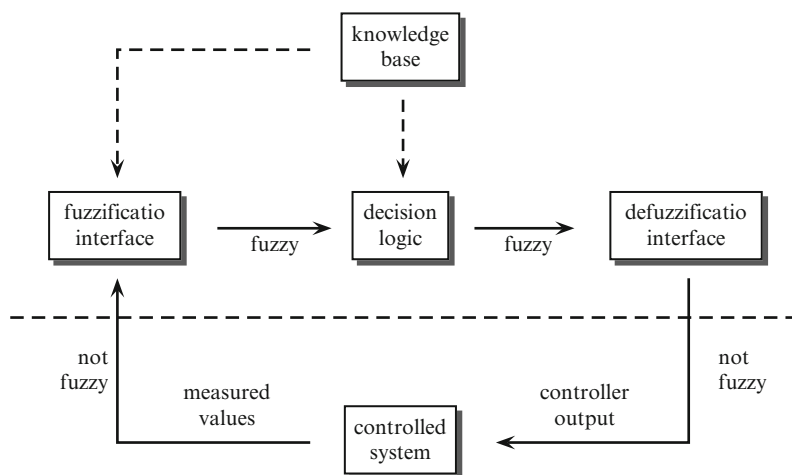 knowledge
base
fuzzificatio
interface
fuzzy
decision
logic
fuzzy
defuzzificatio
interface
not
fuzzy
measured
values
controlled
system
controller
output
not
fuzzy